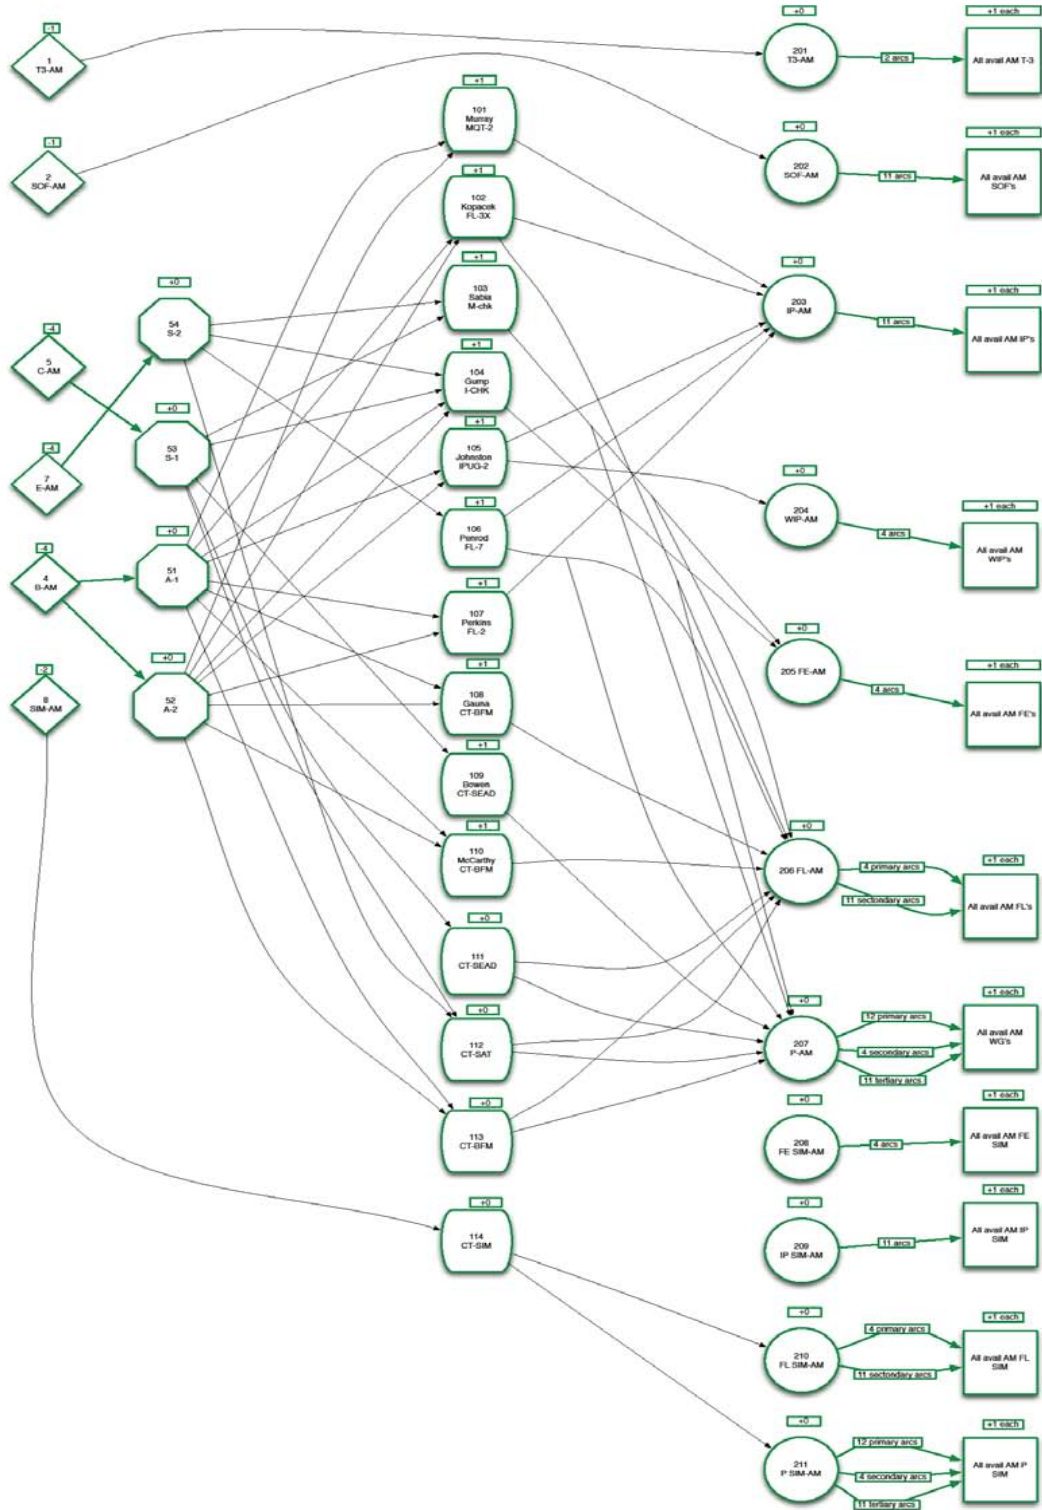 -1
1
T3-AM
-1
2
SOF-AM
-4
5
C-AM
-4
7
E-AM
-4
4
B-AM
-2
8
SIM-AM
+0
54
S-2
+0
53
S-1
+0
51
A-1
+0
52
A-2
+1
101
Murray
MQT-2
+1
102
Kopacek
FL-3X
+1
103
Sabia
M-chk
+1
104
Gump
I-CHK
+1
105
Johnston
IPUG-2
+1
106
Penrod
FL-7
+1
107
Perkins
FL-2
+1
108
Gauna
CT-BFM
+1
109
Bowen
CT-SEAD
+1
110
McCarthy
CT-BFM
+0
111
CT-SEAD
+0
112
CT-SAT
+0
113
CT-BFM
+0
114
CT-SIM
+0
201
T3-AM
2 arcs
+1 each
All avail AM T-3
+0
202
SOF-AM
11 arcs
+1 each
All avail AM
SOF's
+0
203
IP-AM
11 arcs
+1 each
All avail AM IP's
+0
204
WIP-AM
4 arcs
+1 each
All avail AM
WIP's
+0
205 FE-AM
4 arcs
+1 each
All avail AM FE's
+0
206 FL-AM
4 primary arcs
11 sectondary arcs
+1 each
All avail AM FL's
+0
207
P-AM
12 primary arcs
4 secondary arcs
11 tertiary arcs
+1 each
All avail AM
WG's
+0
208
FE SIM-AM
4 arcs
+1 each
All avail AM FE
SIM
+0
209
IP SIM-AM
11 arcs
+1 each
All avail AM IP
SIM
+0
210
FL SIM-AM
4 primary arcs
11 sectondary arcs
+1 each
All avail AM FL
SIM
+0
211
P SIM-AM
12 primary arcs
4 secondary arcs
11 tertiary arcs
+1 each
All avail AM P
SIM